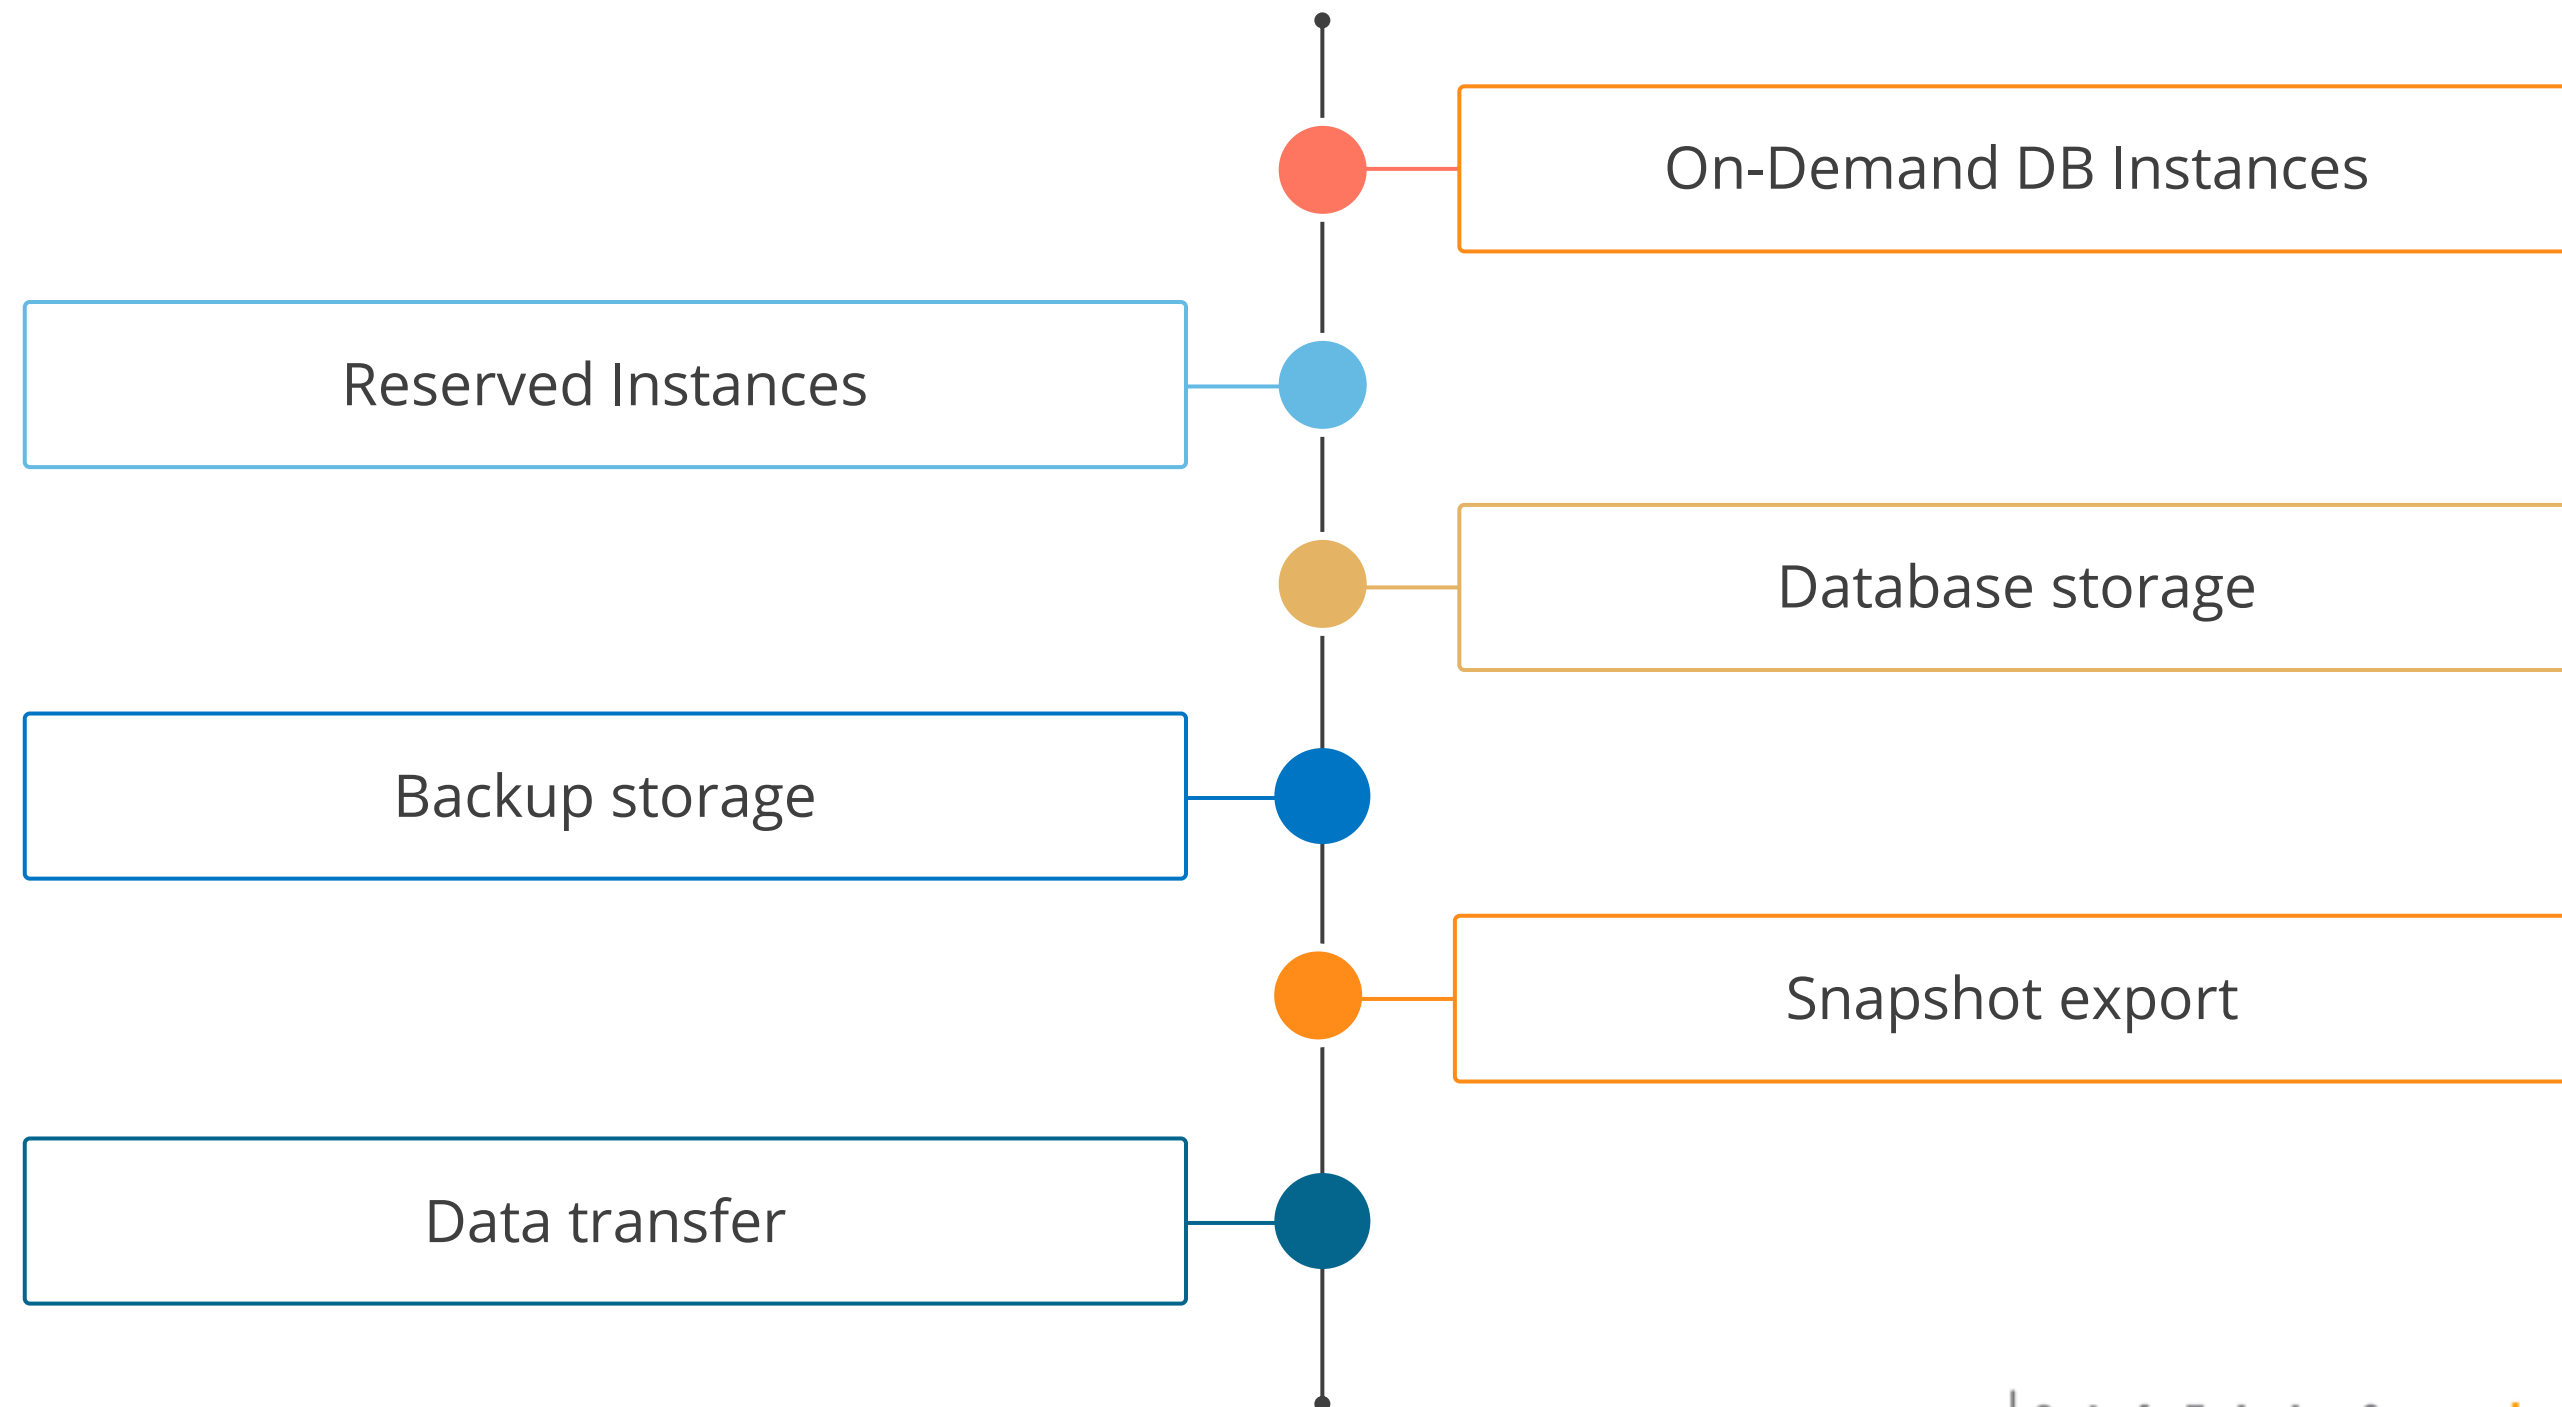 On-Demand DB Instances
Reserved Instances
Database storage
Backup storage
Snapshot export
Data transfer